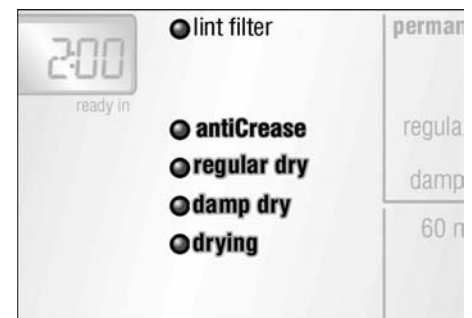 lint filter
perman
2:00
ready in
antiCrease
regula
regular dry
damp
damp dry
60 m
drying